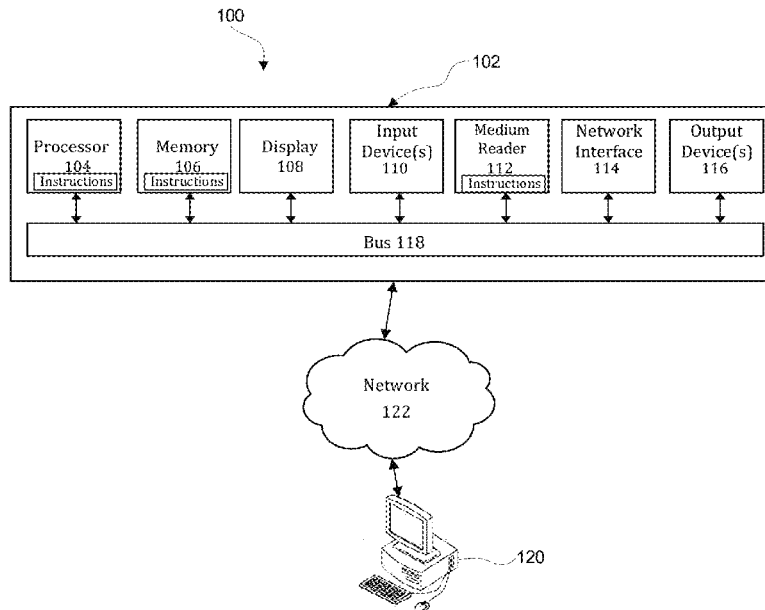 100
102
Processor
104
Instructions
Memory
106
Instructions
Display
108
Input
Device(s)
110
Medium
Reader
112
Instructions
Network
Interface
114
Output
Device(s)
116
Bus 118
Network
122
120